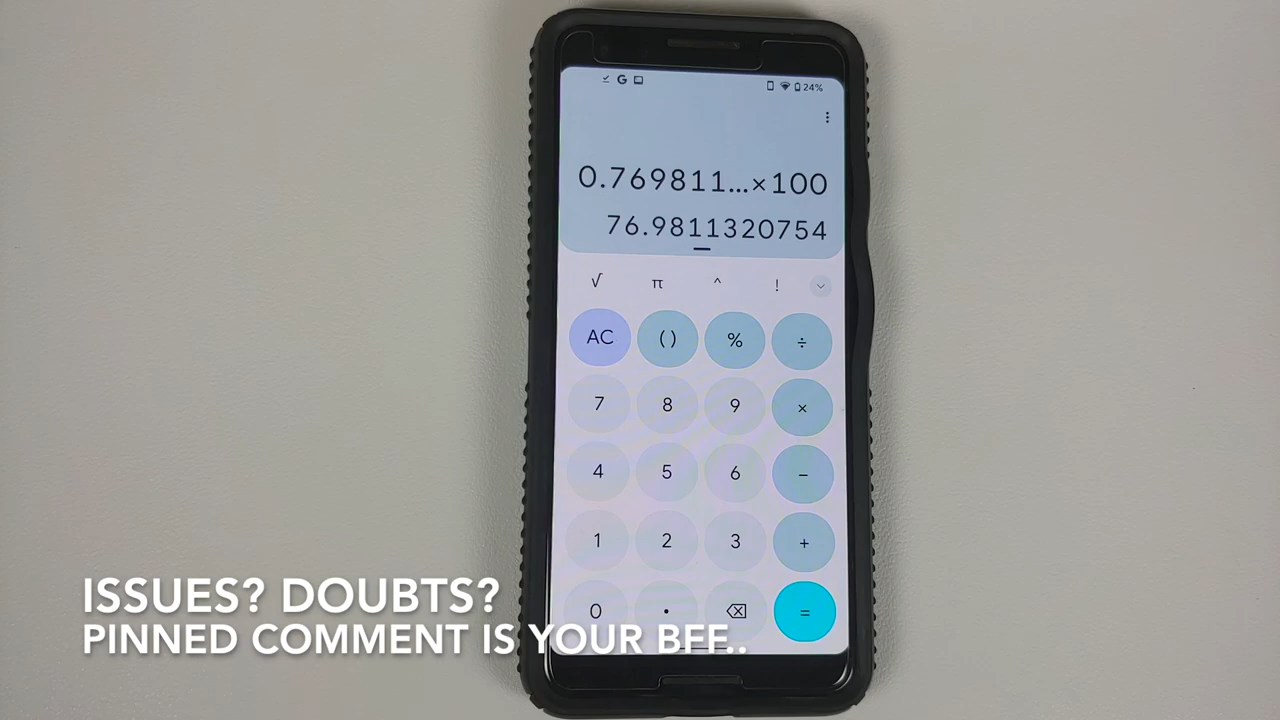 G 24%
0.769811...×100
76.9811320754
√ π ^ !
AC () % ÷
7 8 9 ×
4 5 6 −
1 2 3 +
0 . =
ISSUES? DOUBTS?
PINNED COMMENT IS YOUR BFF..